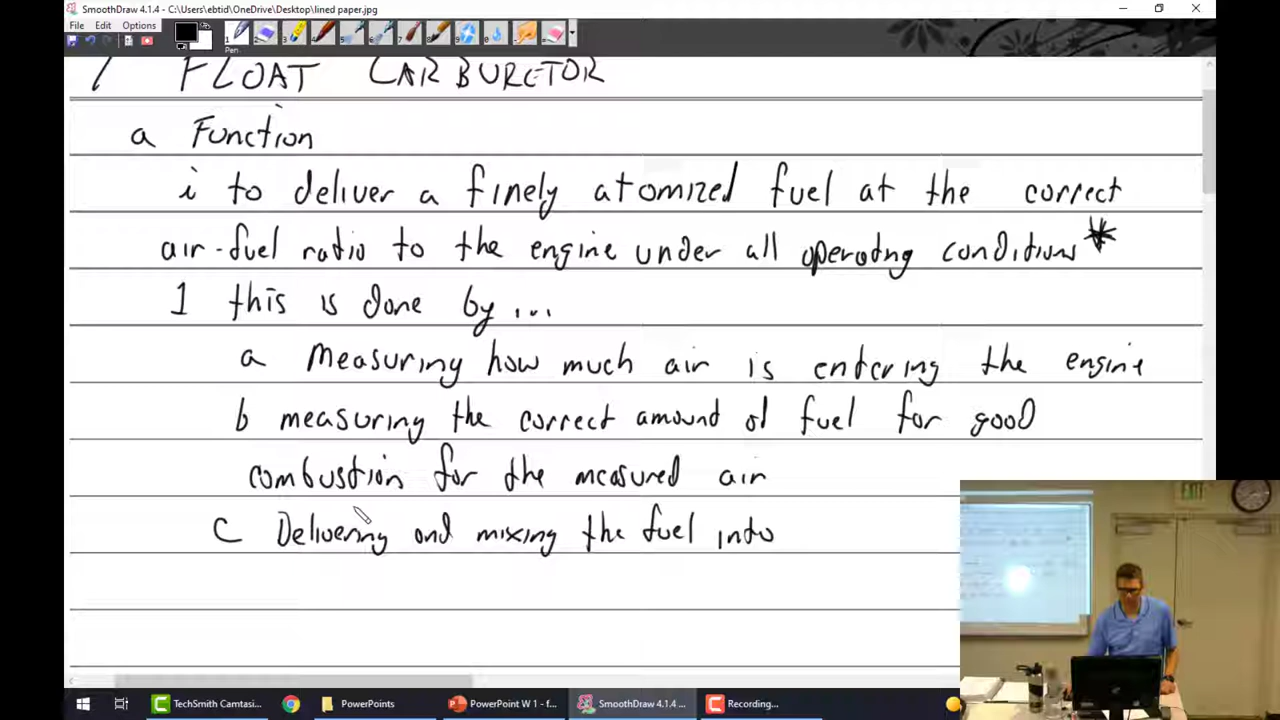 SmoothDraw 4.1.4 - C:\Users\ebtid\OneDrive\Desktop\lined paper.jpg
File Edit Options
Pen
1 FLOAT CARBURETOR
a Function
i to deliver a finely atomized fuel at the correct
air-fuel ratio to the engine under all operating conditions *
1 this is done by...
a Measuring how much air is entering the engine
b measuring the correct amount of fuel for good
combustion for the measured air
C Delivering and mixing the fuel into
TechSmith Camtasi...
PowerPoints
PowerPoint W 1 - f...
SmoothDraw 4.1.4 ...
Recording...